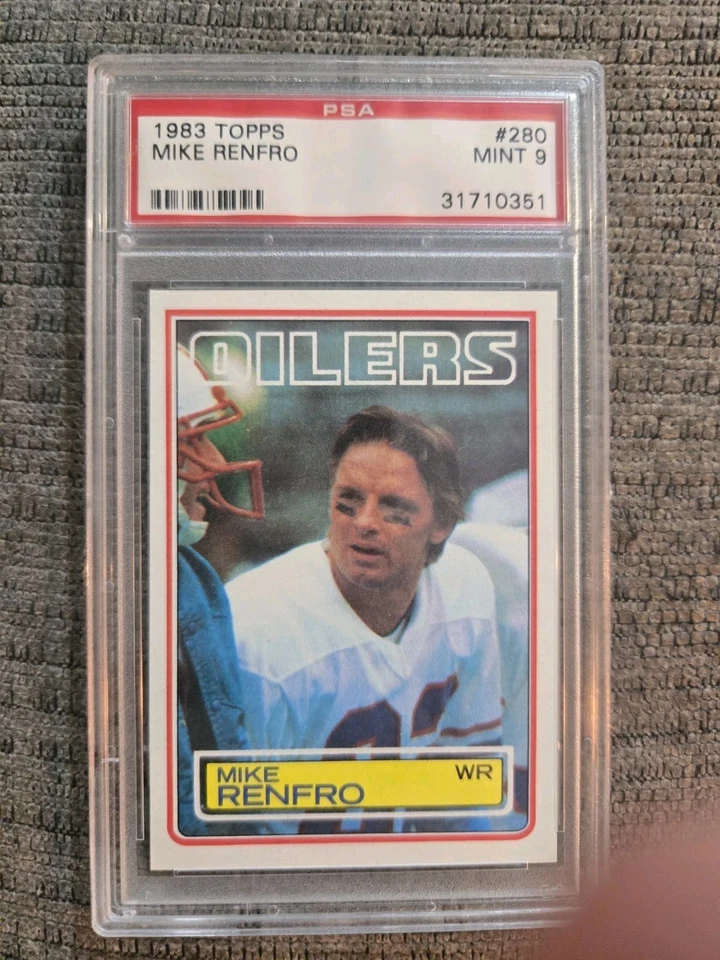 PSA
1983 TOPPS #280
MIKE RENFRO MINT 9
31710351
OILERS
MIKE WR
RENFRO